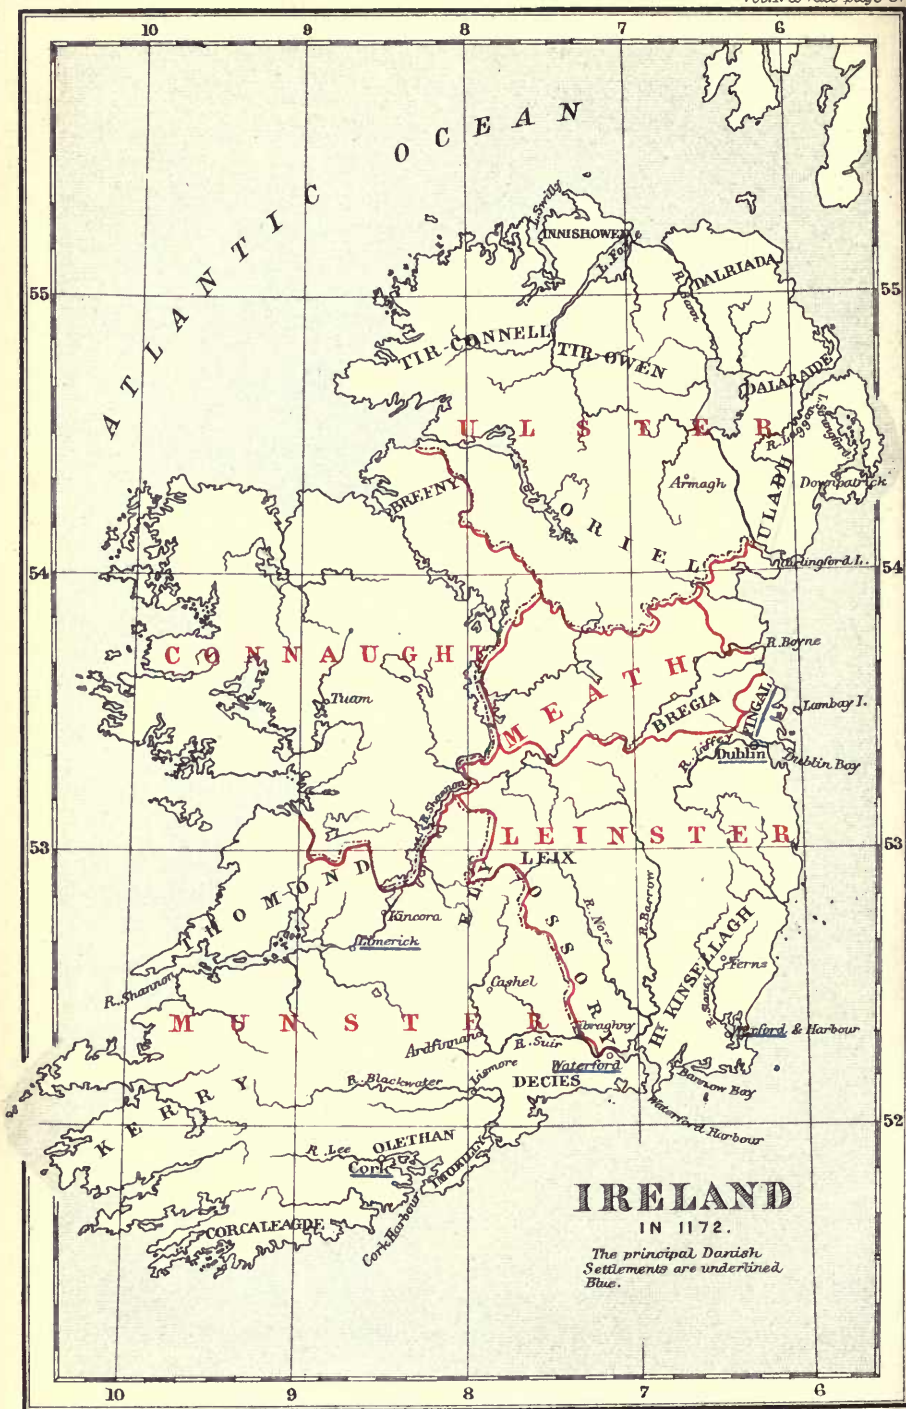 10 9 8 7 6
ATLANTIC OCEAN
L. Swilly
INNISHOWEN
L. Foyle
R. Bann
DALRIADA
55 55
TIR-CONNELL
TIR-OWEN
DALARAIDE
ULSTER
R. Laggan
L. Strangford
BREFNY
Armagh
Downpatrick
ULADH
ORIEL
54 54
Carlingford L.
CONNAUGHT
R. Boyne
MEATH
Tuam
BREGIA
FINGAL
Lambay I.
R. Liffey
Dublin
Dublin Bay
R. Shannon
53 53
LEINSTER
LEIX
THOMOND
ELY
OSSORY
Kincora
R. Nore
R. Barrow
Limerick
HY. KINSELLAGH
Ferns
R. Shannon
Cashel
R. Slaney
MUNSTER
Ibraghny
Wexford & Harbour
Ardfinnan
R. Suir
Waterford
Lismore
R. Blackwater
DECIES
Bannow Bay
KERRY
Waterford Harbour
52
R. Lee
OLETHAN
Cork
CORCALEAGDE
Cork Harbour
IRELAND
IN 1172.
The principal Danish
Settlements are underlined
Blue.
10 9 8 7 6